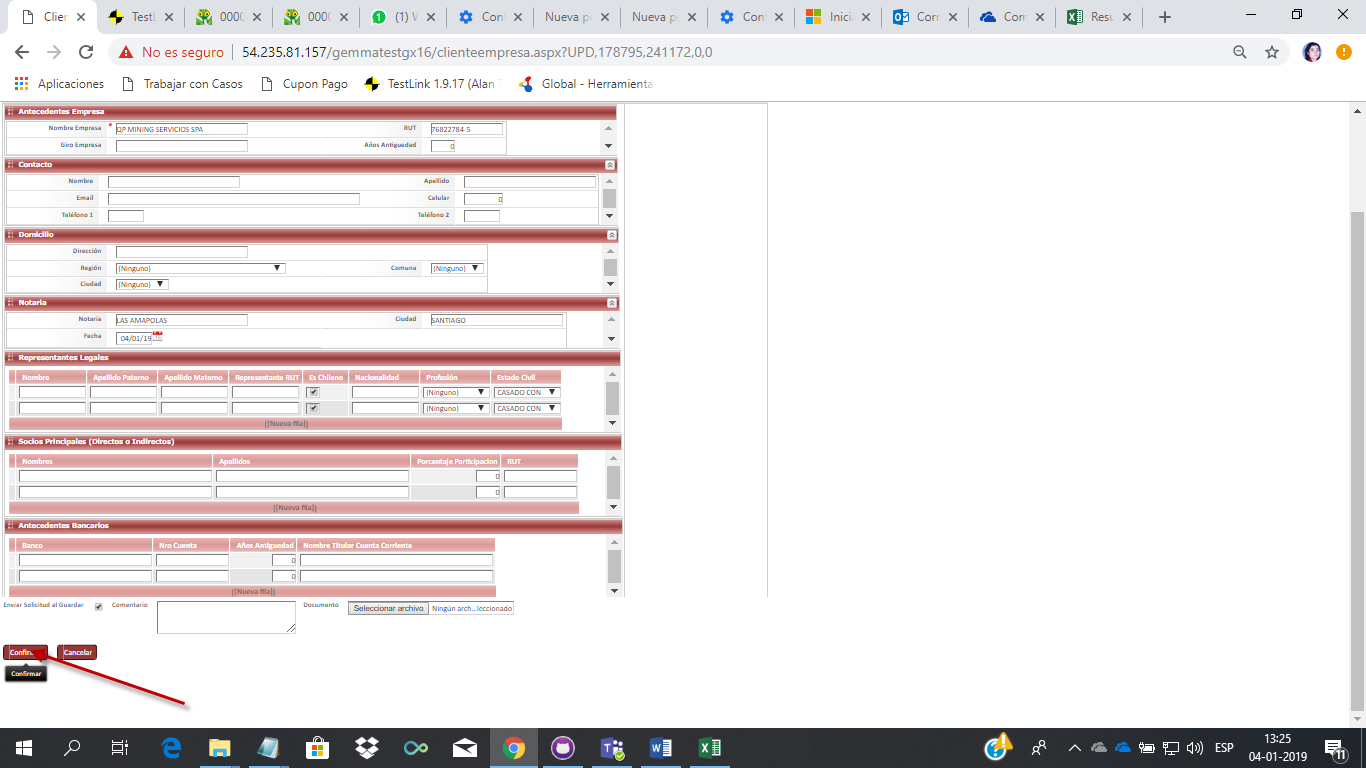 Clier
TestL
0000
0000
(1) W
Cont
Nueva pe
Nueva pe
Cont
Inicia
Corr
Com
Resu
No es seguro
54.235.81.157/gemmatestgx16/clienteempresa.aspx?UPD,178795,241172,0,0
Aplicaciones
Trabajar con Casos
Cupon Pago
TestLink 1.9.17 (Alan
Global - Herramienta
Antecedentes Empresa
Nombre Empresa * QP MINING SERVICIOS SPA RUT 76822784-5
Giro Empresa Años Antiguedad 0
Contacto
Nombre Apellido
Email Celular 0
Teléfono 1 Teléfono 2
Domicilio
Dirección
Región (Ninguno) Comuna (Ninguno)
Ciudad (Ninguno)
Notaria
Notaria LAS AMAPOLAS Ciudad SANTIAGO
Fecha 04/01/19
Representantes Legales
Nombre Apellido Paterno Apellido Materno Representante RUT Es Chileno Nacionalidad Profesión Estado Civil
(Ninguno) CASADO CON
(Ninguno) CASADO CON
[[Nueva fila]]
Socios Principales (Directos o Indirectos)
Nombres Apellidos Porcentaje Participacion RUT
0
0
[[Nueva fila]]
Antecedentes Bancarios
Banco Nro Cuenta Años Antiguedad Nombre Titular Cuenta Corriente
0
0
[[Nueva fila]]
Enviar Solicitud al Guardar Comentario Documento Seleccionar archivo Ningún arch...leccionado
Confirmar Cancelar
Confirmar
ESP
13:25
04-01-2019
11